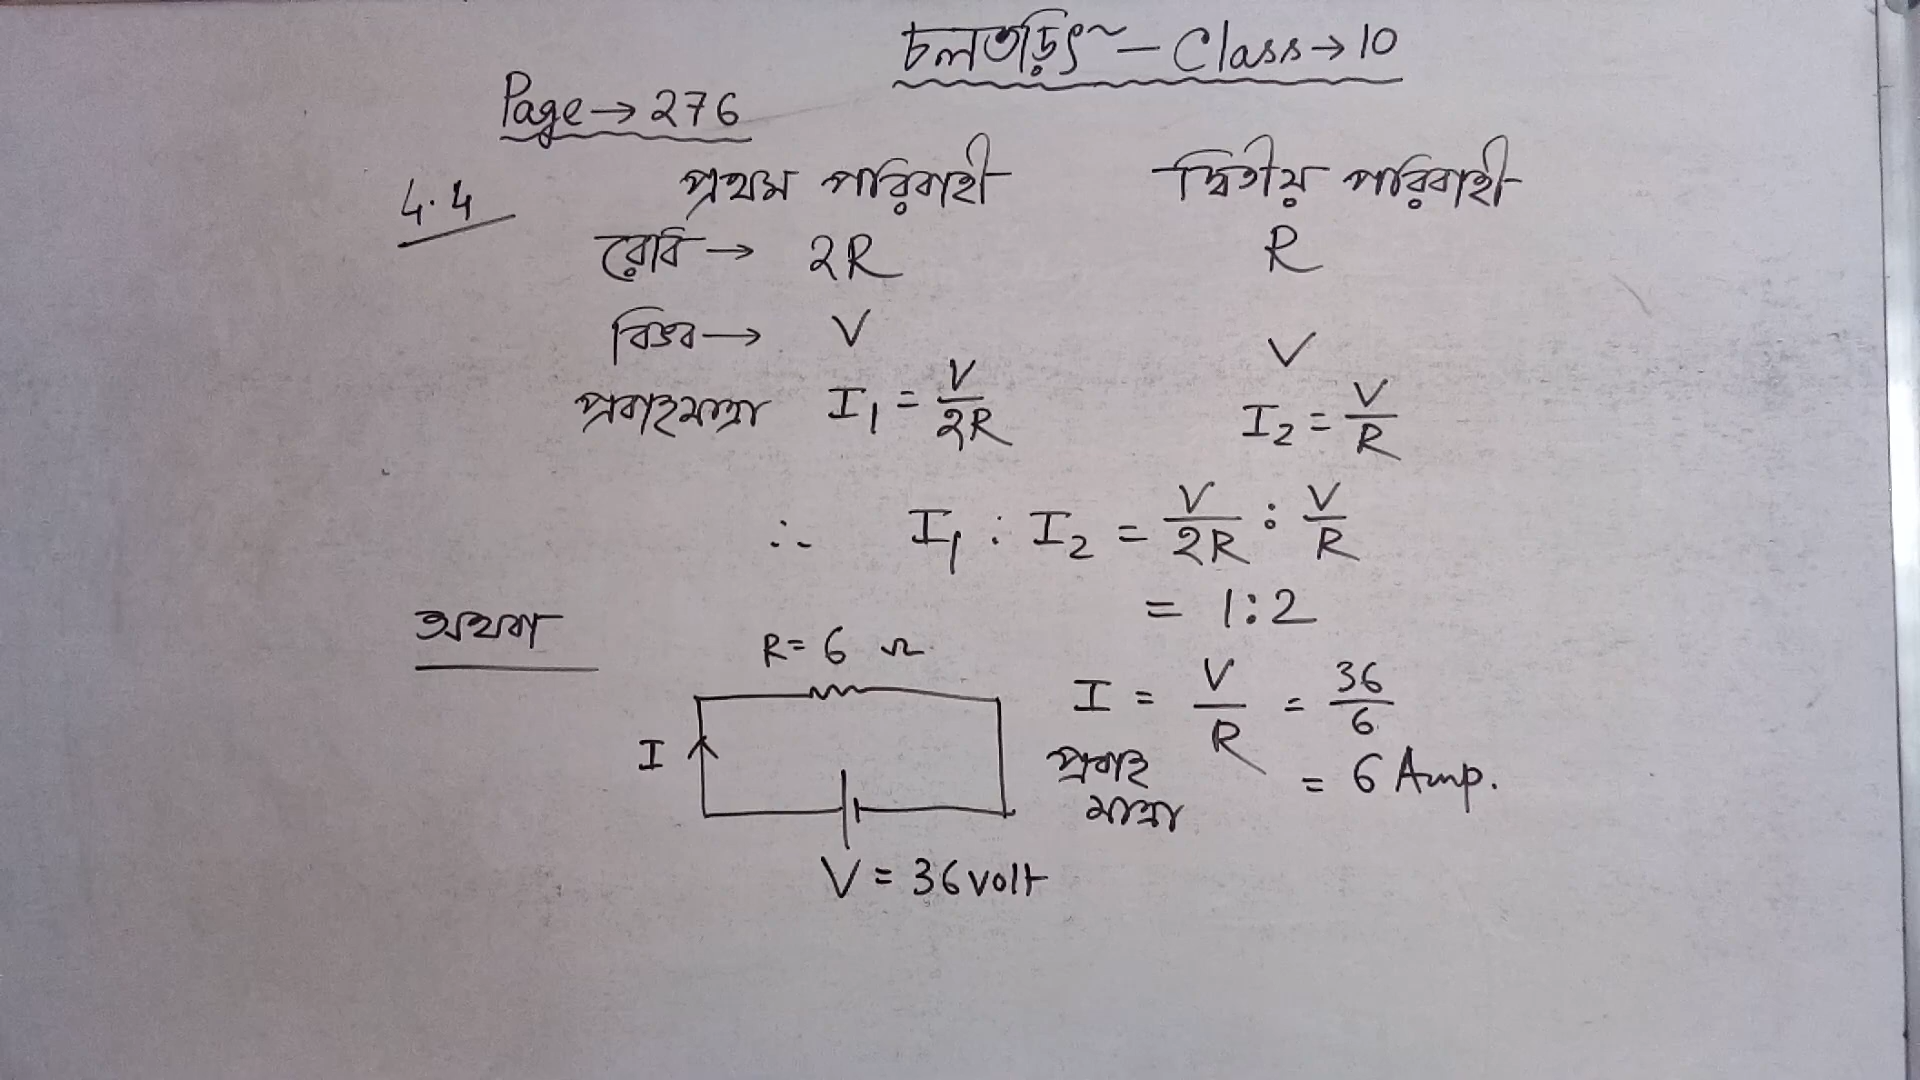 চলতড়িৎ – Class → 10
Page → 276
4.4 প্রথম পরিবাহী দ্বিতীয় পরিবাহী
রোধ → 2R R
বিভব → V V
প্রবাহমাত্রা I₁ = V/2R I₂ = V/R
∴ I₁ : I₂ = V/2R : V/R
= 1:2
অথবা
R = 6 Ω
I
V = 36 volt
I = V/R = 36/6
প্রবাহ
মাত্রা
= 6 Amp.